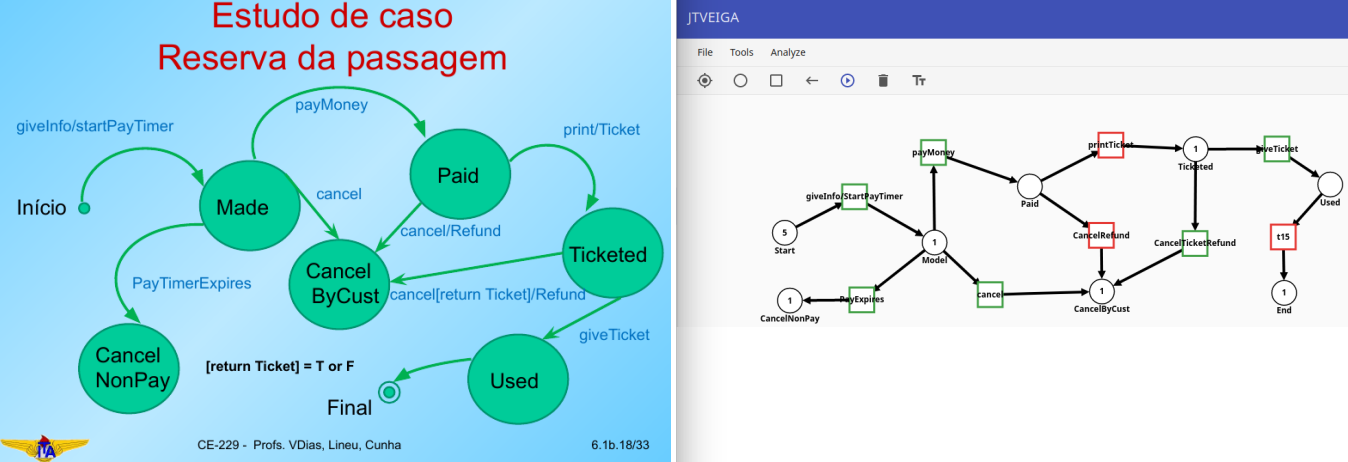 Estudo de caso
Reserva da passagem
payMoney
giveInfo/startPayTimer
print/Ticket
Paid
cancel
Início
Made
cancel/Refund
Ticketed
Cancel
ByCust
PayTimerExpires
cancel[return Ticket]/Refund
giveTicket
Cancel
NonPay
[return Ticket] = T or F
Used
Final
ITA
CE-229 - Profs. VDias, Lineu, Cunha
6.1b.18/33
JTVEIGA
File Tools Analyze
Tт
payMoney
printTicket
1
Ticketed
giveTicket
giveInfo/StartPayTimer
Paid
Used
5
Start
1
Model
CancelRefund
CancelTicketRefund
t15
1
CancelNonPay
PayExpires
cancel
1
CancelByCust
1
End